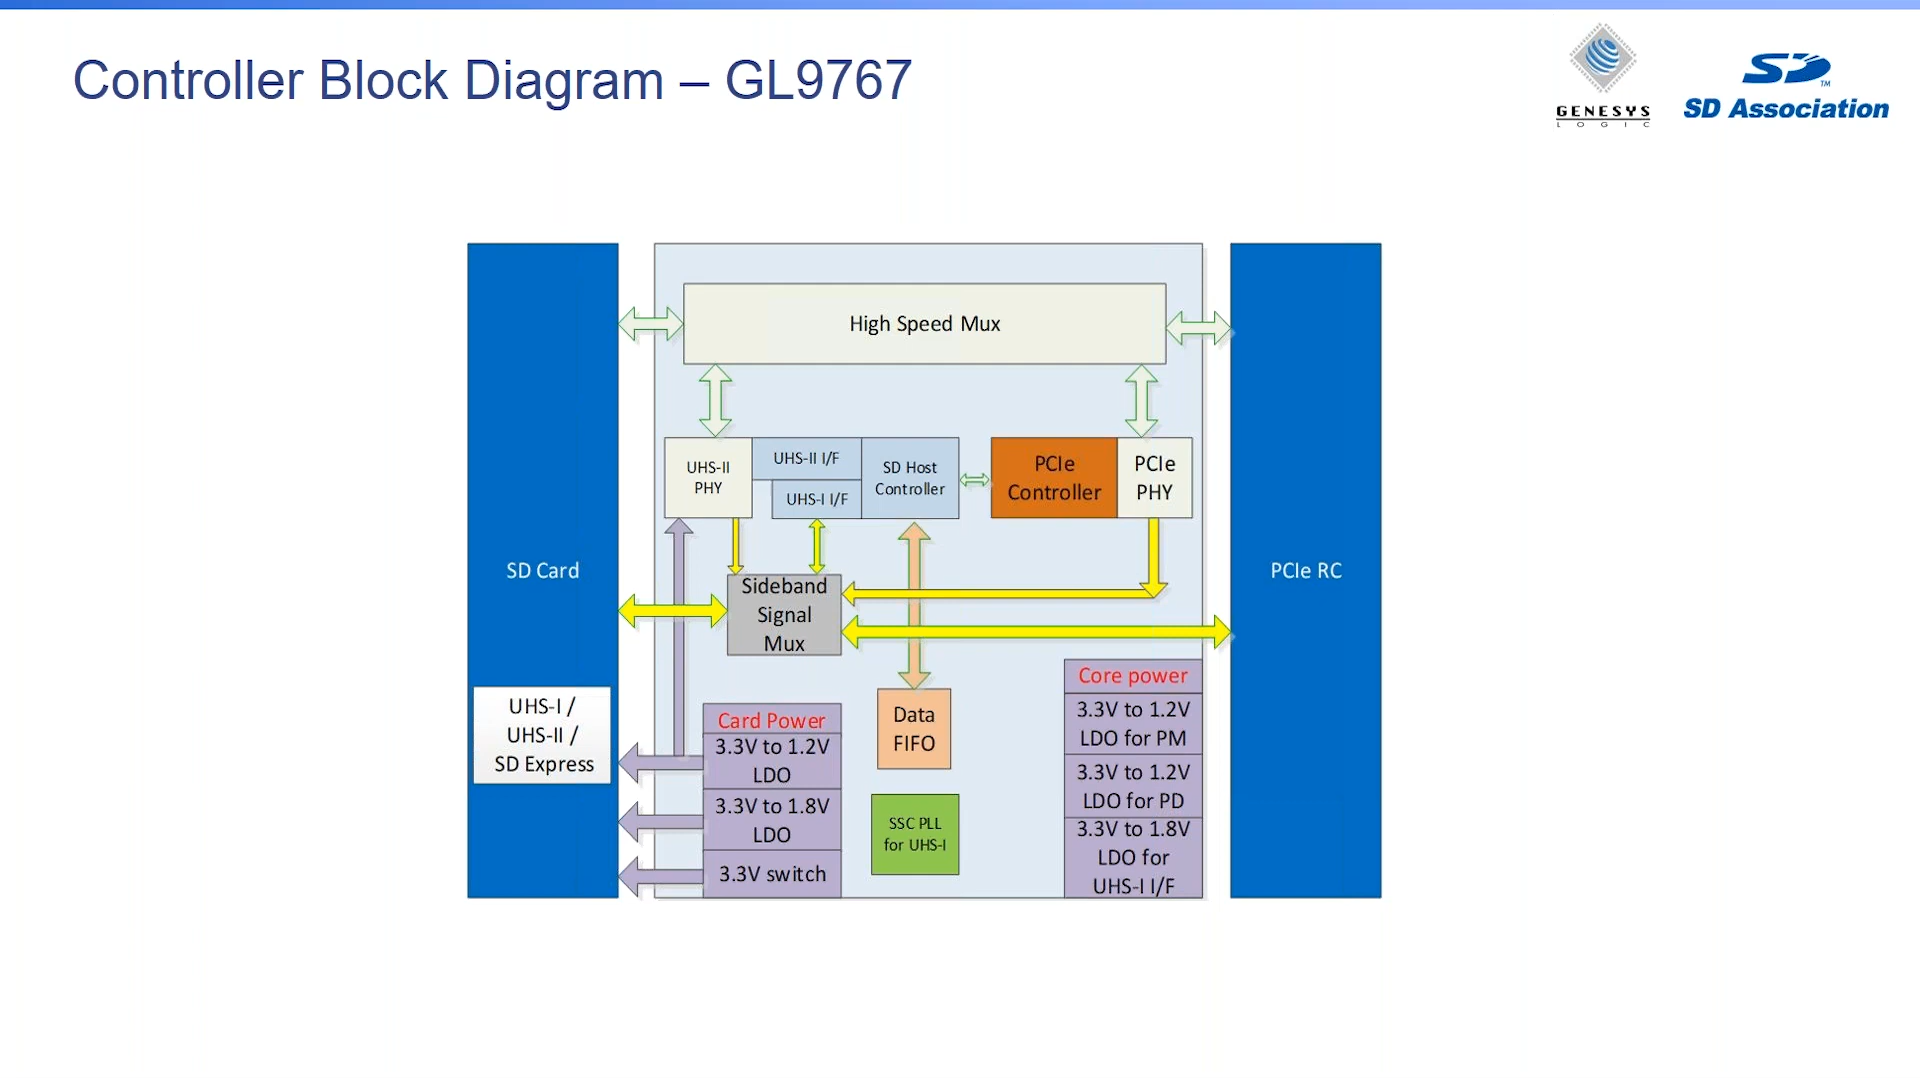 Controller Block Diagram – GL9767
GENESYS
LOGIC
SD
TM
SD Association
High Speed Mux
UHS-II
PHY
UHS-II I/F
UHS-I I/F
SD Host
Controller
PCIe
Controller
PCIe
PHY
SD Card
Sideband
Signal
Mux
PCIe RC
UHS-I /
UHS-II /
SD Express
Card Power
3.3V to 1.2V
LDO
3.3V to 1.8V
LDO
3.3V switch
Data
FIFO
SSC PLL
for UHS-I
Core power
3.3V to 1.2V
LDO for PM
3.3V to 1.2V
LDO for PD
3.3V to 1.8V
LDO for
UHS-I I/F